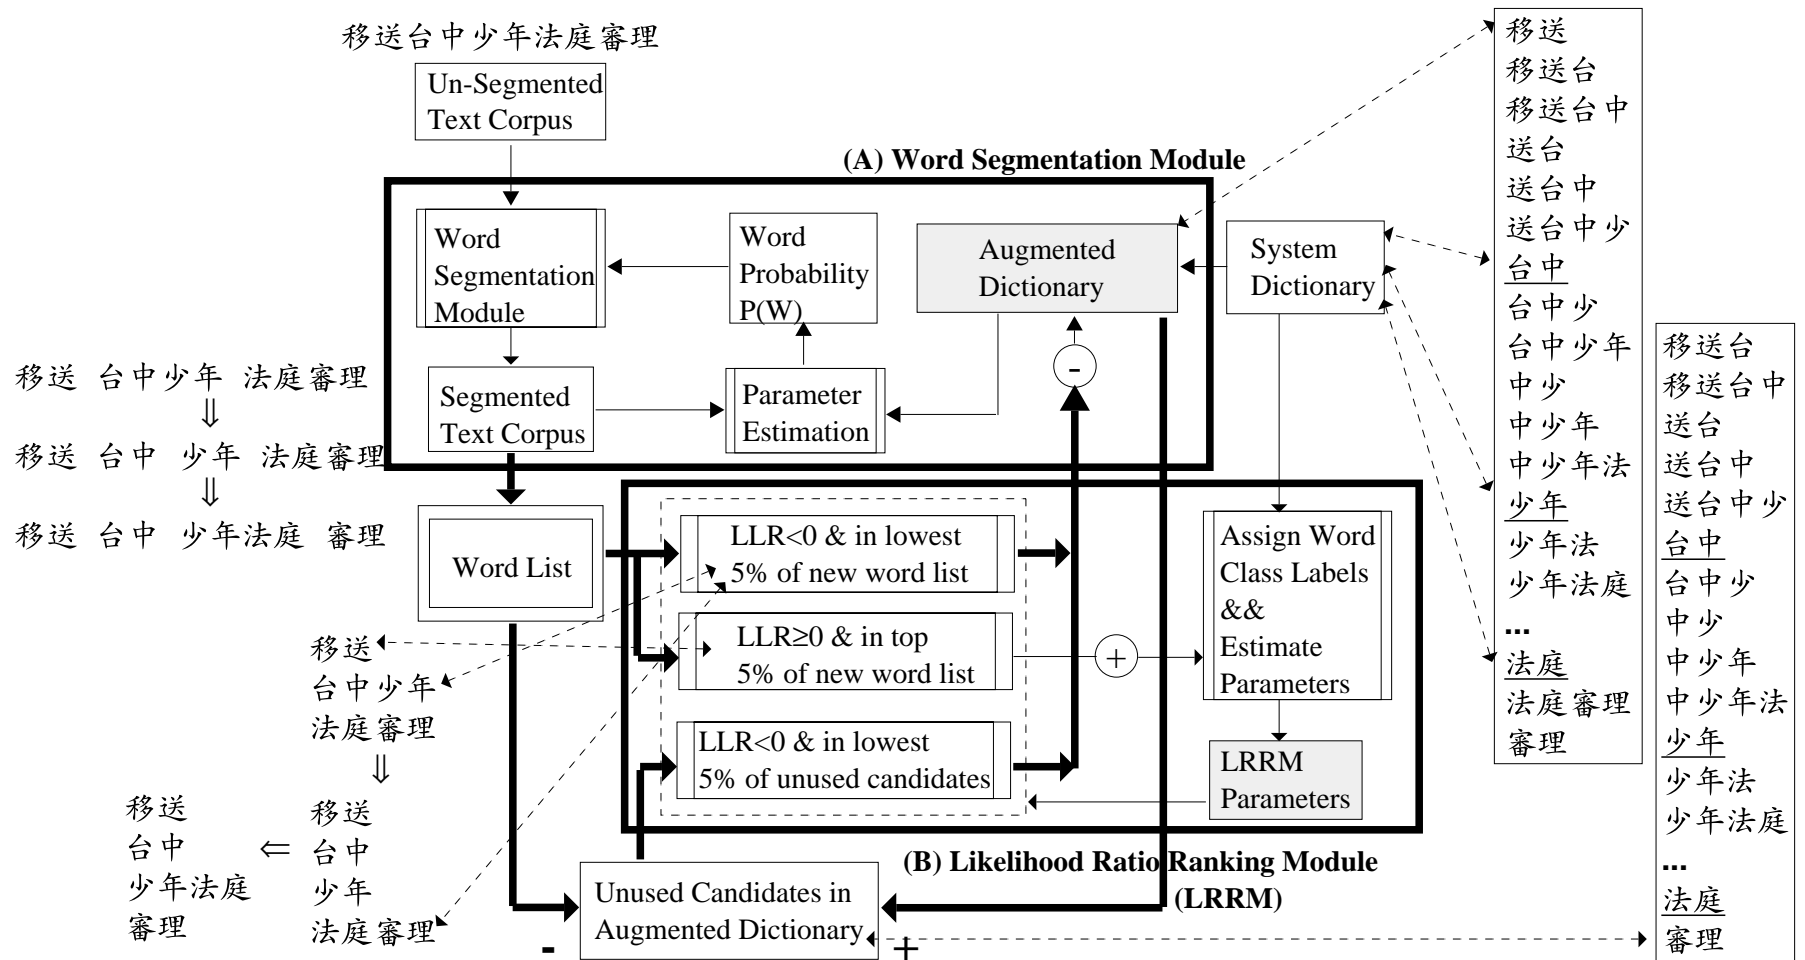 移送台中少年法庭審理
Un-Segmented
Text Corpus
(A) Word Segmentation Module
Word
Segmentation
Module
Word
Probability
P(W)
Augmented
Dictionary
System
Dictionary
-
Segmented
Text Corpus
Parameter
Estimation
移送 台中少年 法庭審理
⇓
移送 台中 少年 法庭審理
⇓
移送 台中 少年法庭 審理
Word List
LLR<0 & in lowest
5% of new word list
LLR≥0 & in top
5% of new word list
LLR<0 & in lowest
5% of unused candidates
+
Assign Word
Class Labels
&&
Estimate
Parameters
LRRM
Parameters
(B) Likelihood Ratio Ranking Module
(LRRM)
Unused Candidates in
Augmented Dictionary
-
+
移送
台中少年
法庭審理
⇓
移送
台中
少年
法庭審理
⇐
移送
台中
少年法庭
審理
移送
移送台
移送台中
送台
送台中
送台中少
台中
台中少
台中少年
中少
中少年
中少年法
少年
少年法
少年法庭
...
法庭
法庭審理
審理
移送台
移送台中
送台
送台中
送台中少
台中
台中少
中少
中少年
中少年法
少年
少年法
少年法庭
...
法庭
審理